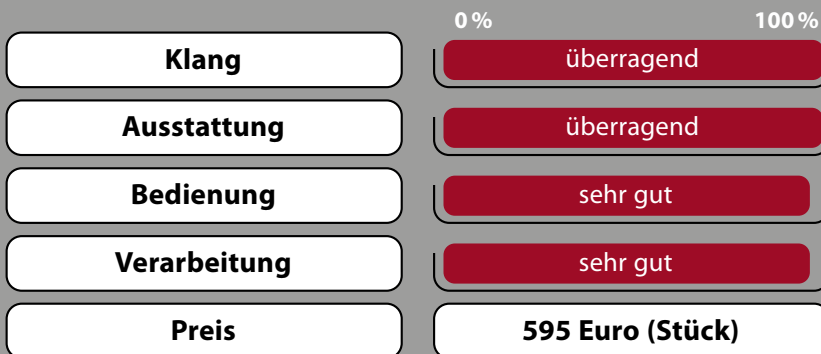 0 % 100 %
Klang überragend
Ausstattung überragend
Bedienung sehr gut
Verarbeitung sehr gut
Preis 595 Euro (Stück)